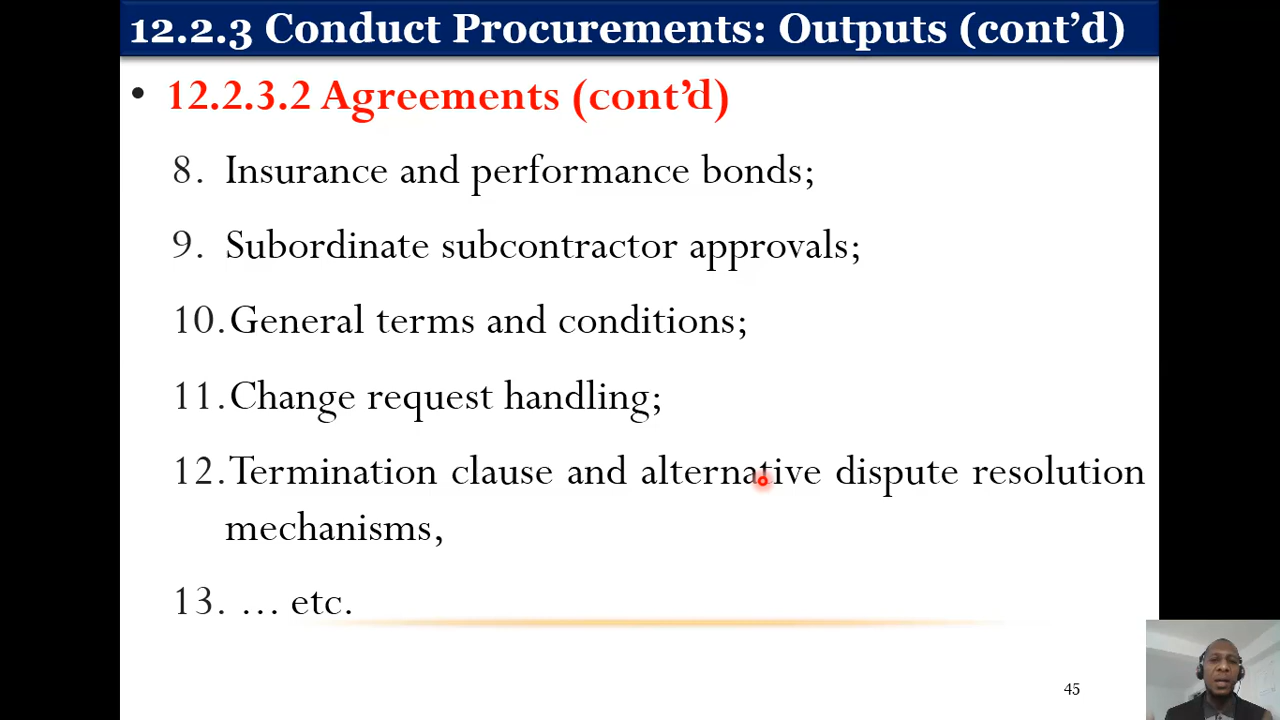 12.2.3 Conduct Procurements: Outputs (cont’d)
• 12.2.3.2 Agreements (cont’d)
8. Insurance and performance bonds;
9. Subordinate subcontractor approvals;
10. General terms and conditions;
11. Change request handling;
12. Termination clause and alternative dispute resolution
mechanisms,
13. … etc.
45